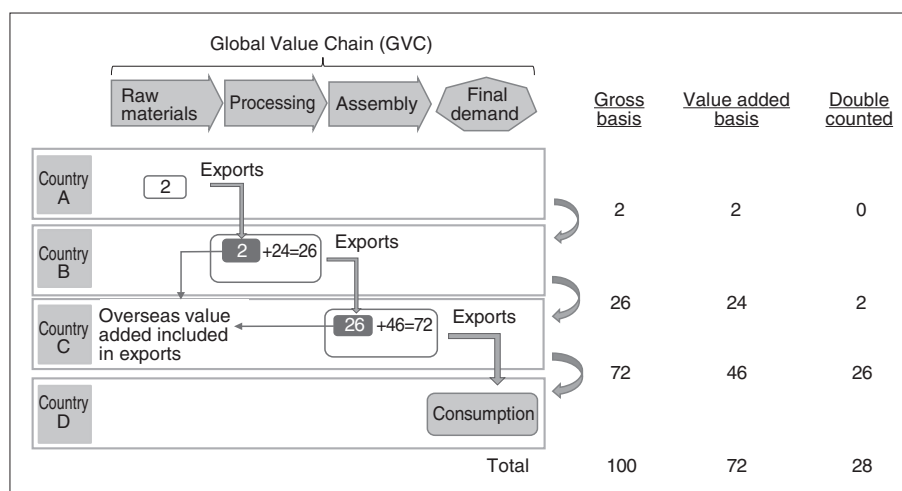 Global Value Chain (GVC)
Raw
materials
Processing
Assembly
Final
demand
Gross
basis
Value added
basis
Double
counted
Country
A
2
Exports
2 2 0
Country
B
2 +24=26
Exports
26 24 2
Country
C
Overseas value
added included
in exports
26 +46=72
Exports
72 46 26
Country
D
Consumption
Total 100 72 28